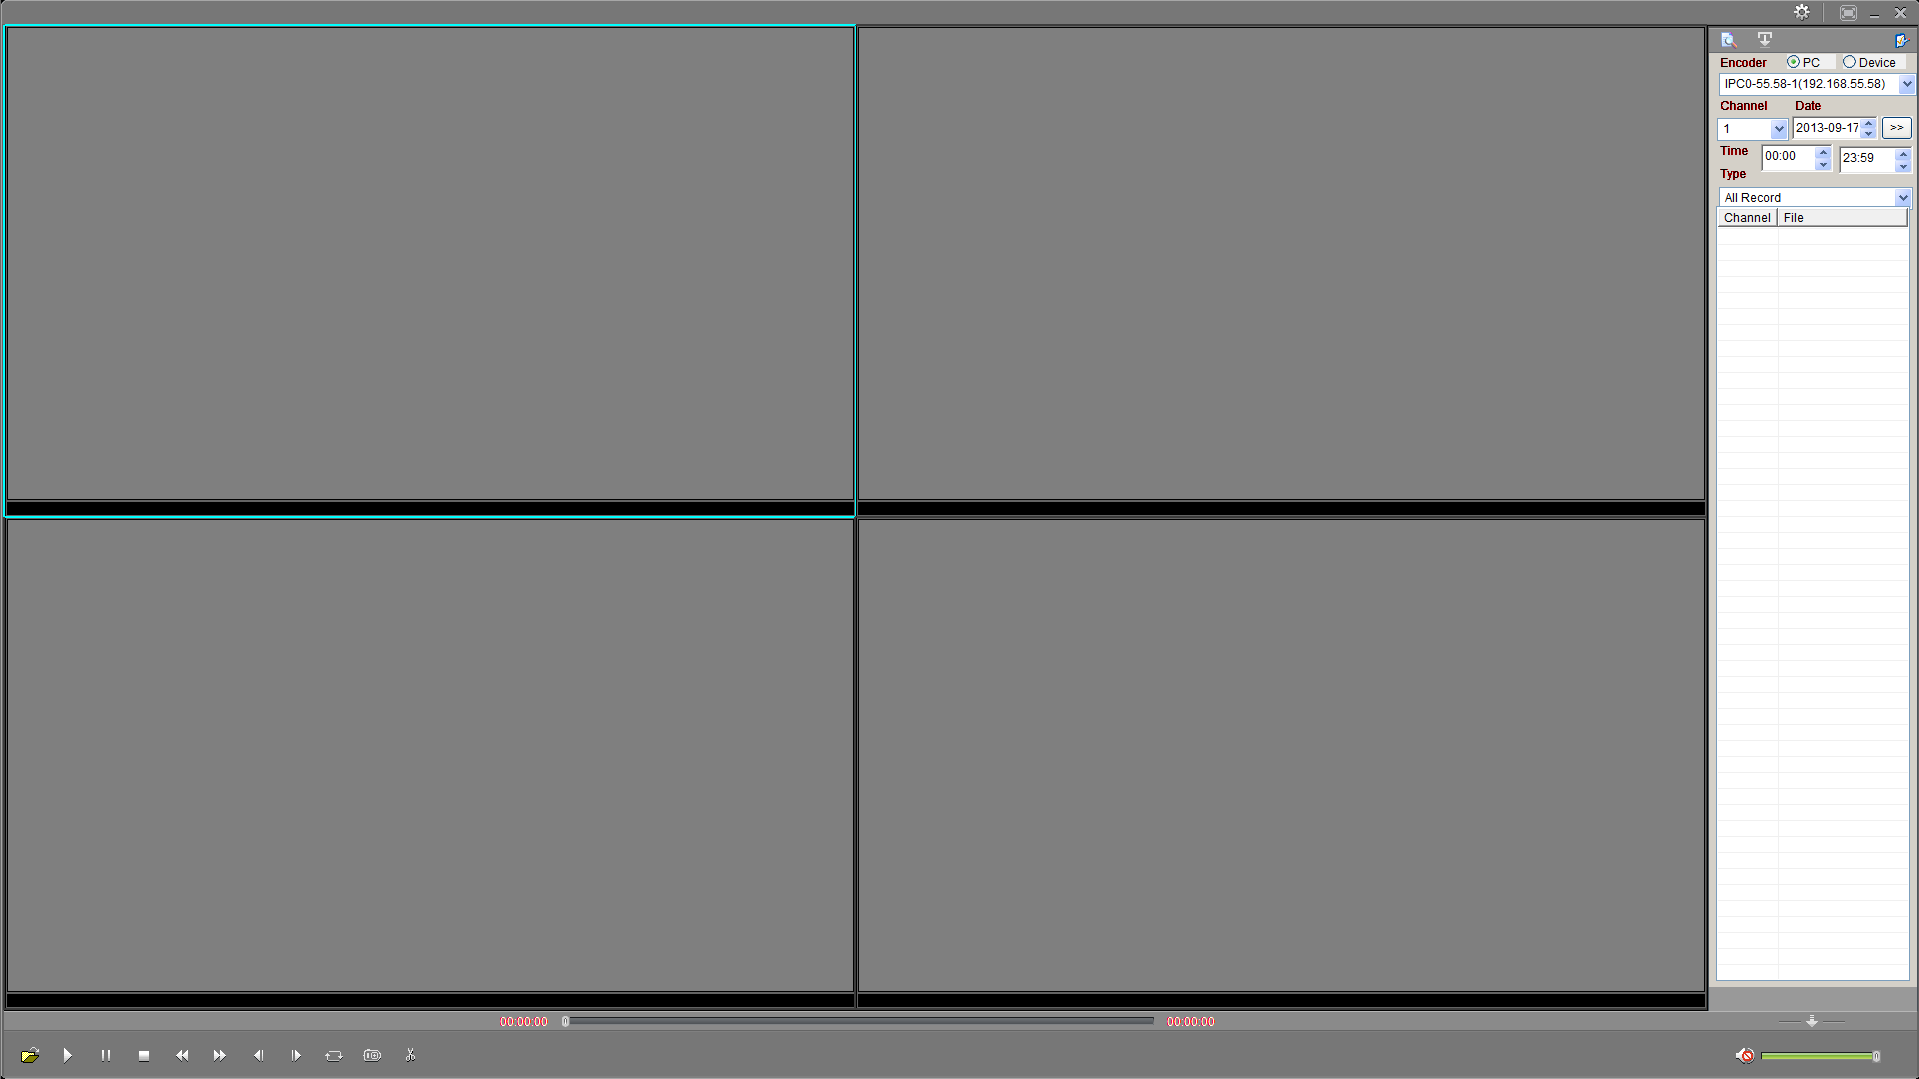 Encoder PC Device
IPC0-55.58-1(192.168.55.58)
Channel Date
1 2013-09-17 >>
Time 00:00 23:59
Type
All Record
Channel File
00:00:00 00:00:00